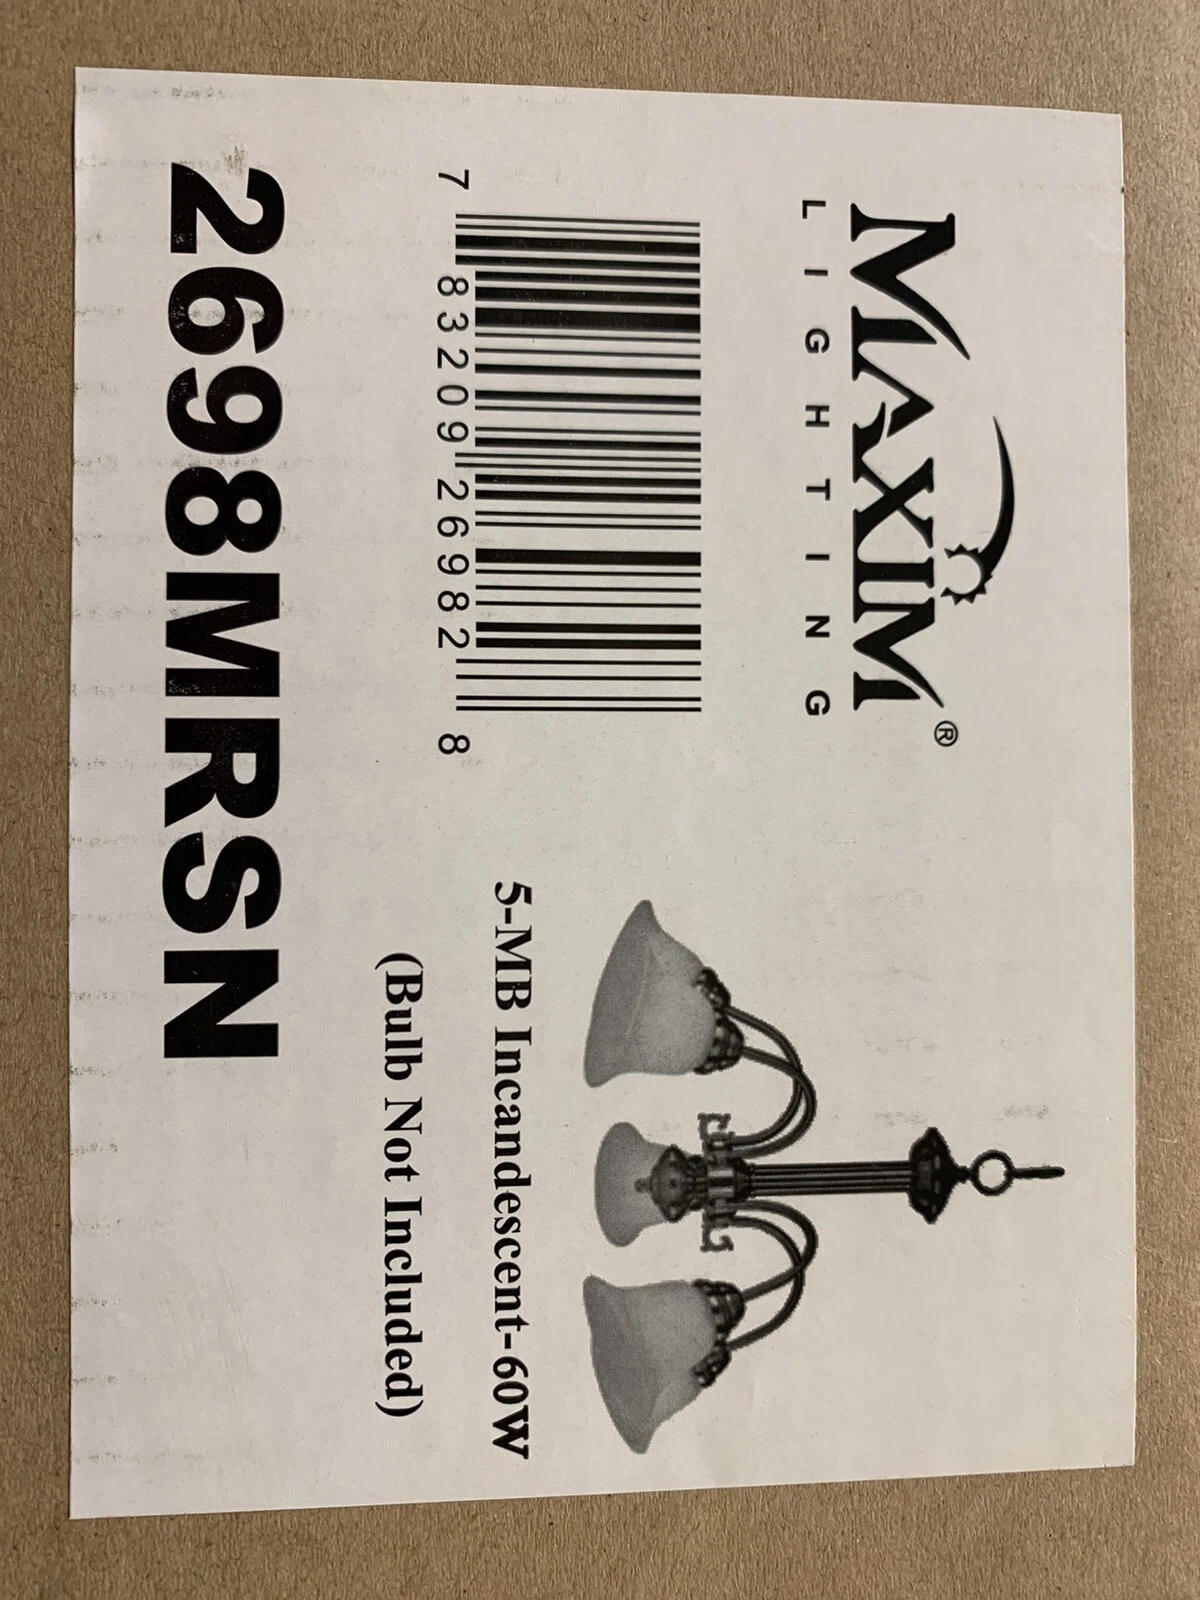 MAXIM®
LIGHTING
7 83209 26982 8
5-MB Incandescent-60W
(Bulb Not Included)
2698MRSN